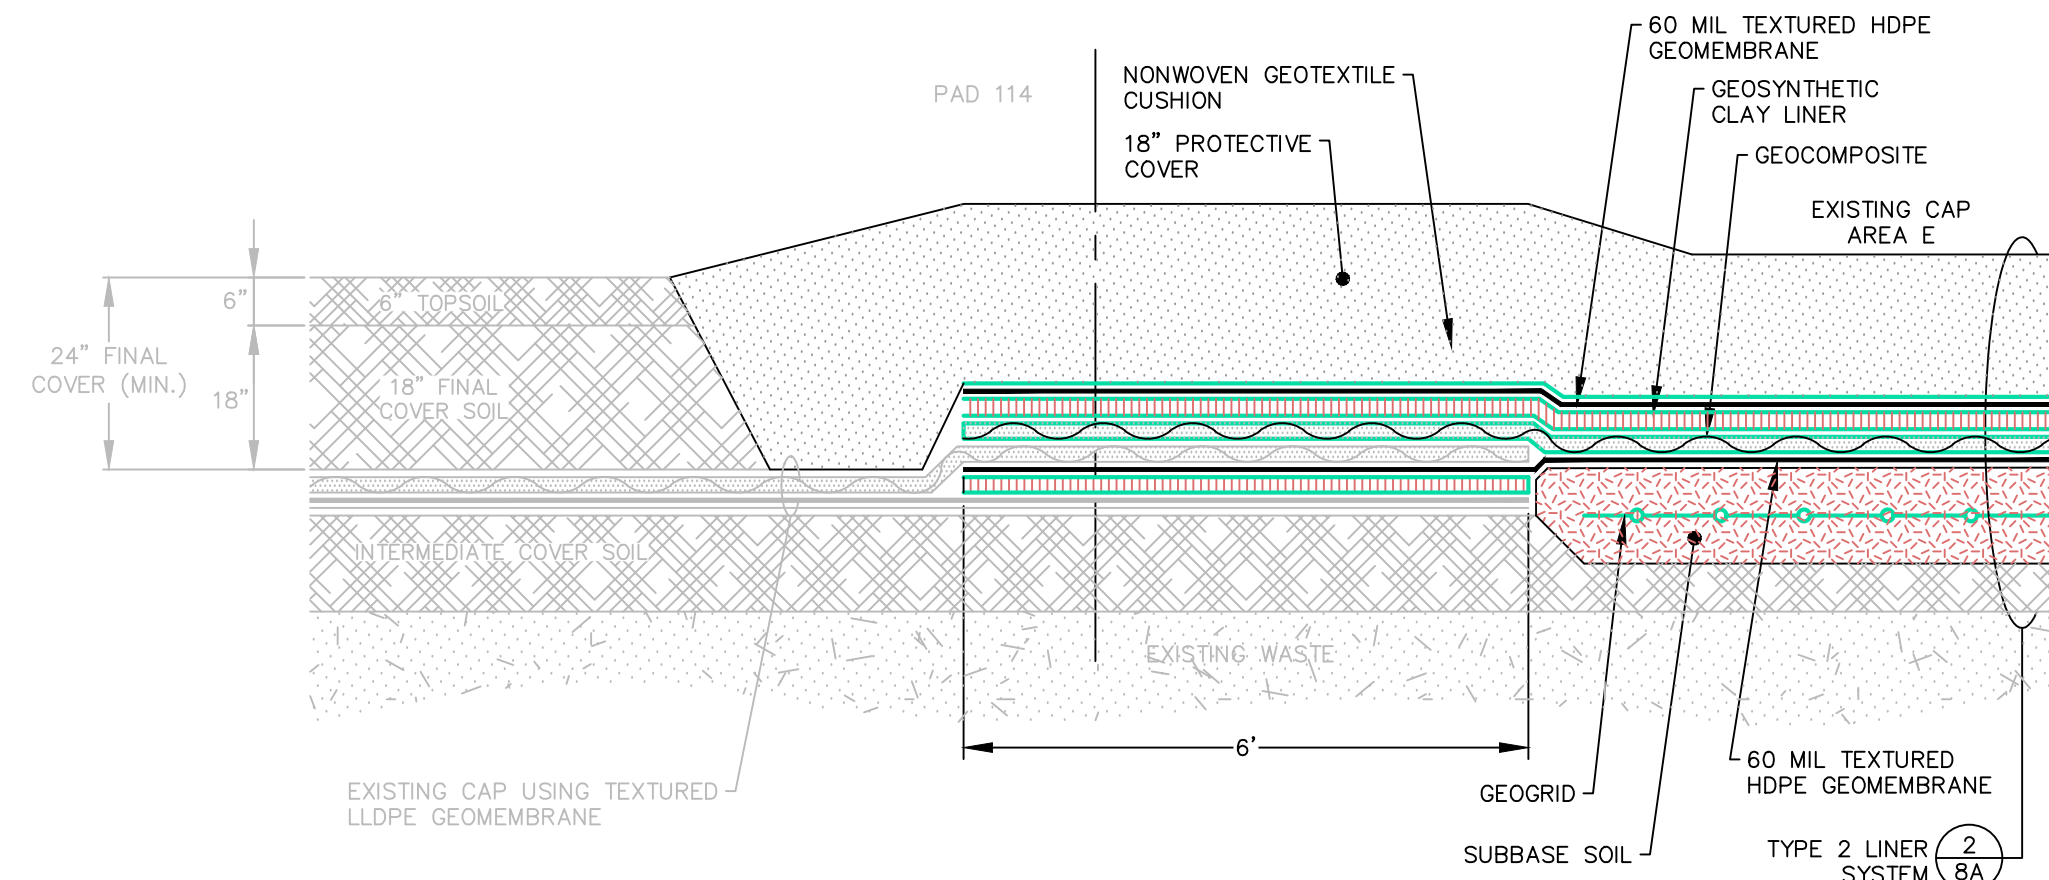 60 MIL TEXTURED HDPE
GEOMEMBRANE
NONWOVEN GEOTEXTILE
CUSHION
PAD 114
GEOSYNTHETIC
CLAY LINER
18" PROTECTIVE
COVER
GEOCOMPOSITE
EXISTING CAP
AREA E
6"
6" TOPSOIL
24" FINAL
COVER (MIN.)
18"
18" FINAL
COVER SOIL
INTERMEDIATE COVER SOIL
EXISTING WASTE
6'
60 MIL TEXTURED
HDPE GEOMEMBRANE
EXISTING CAP USING TEXTURED
LLDPE GEOMEMBRANE
GEOGRID
SUBBASE SOIL
TYPE 2 LINER
SYSTEM
2
8A